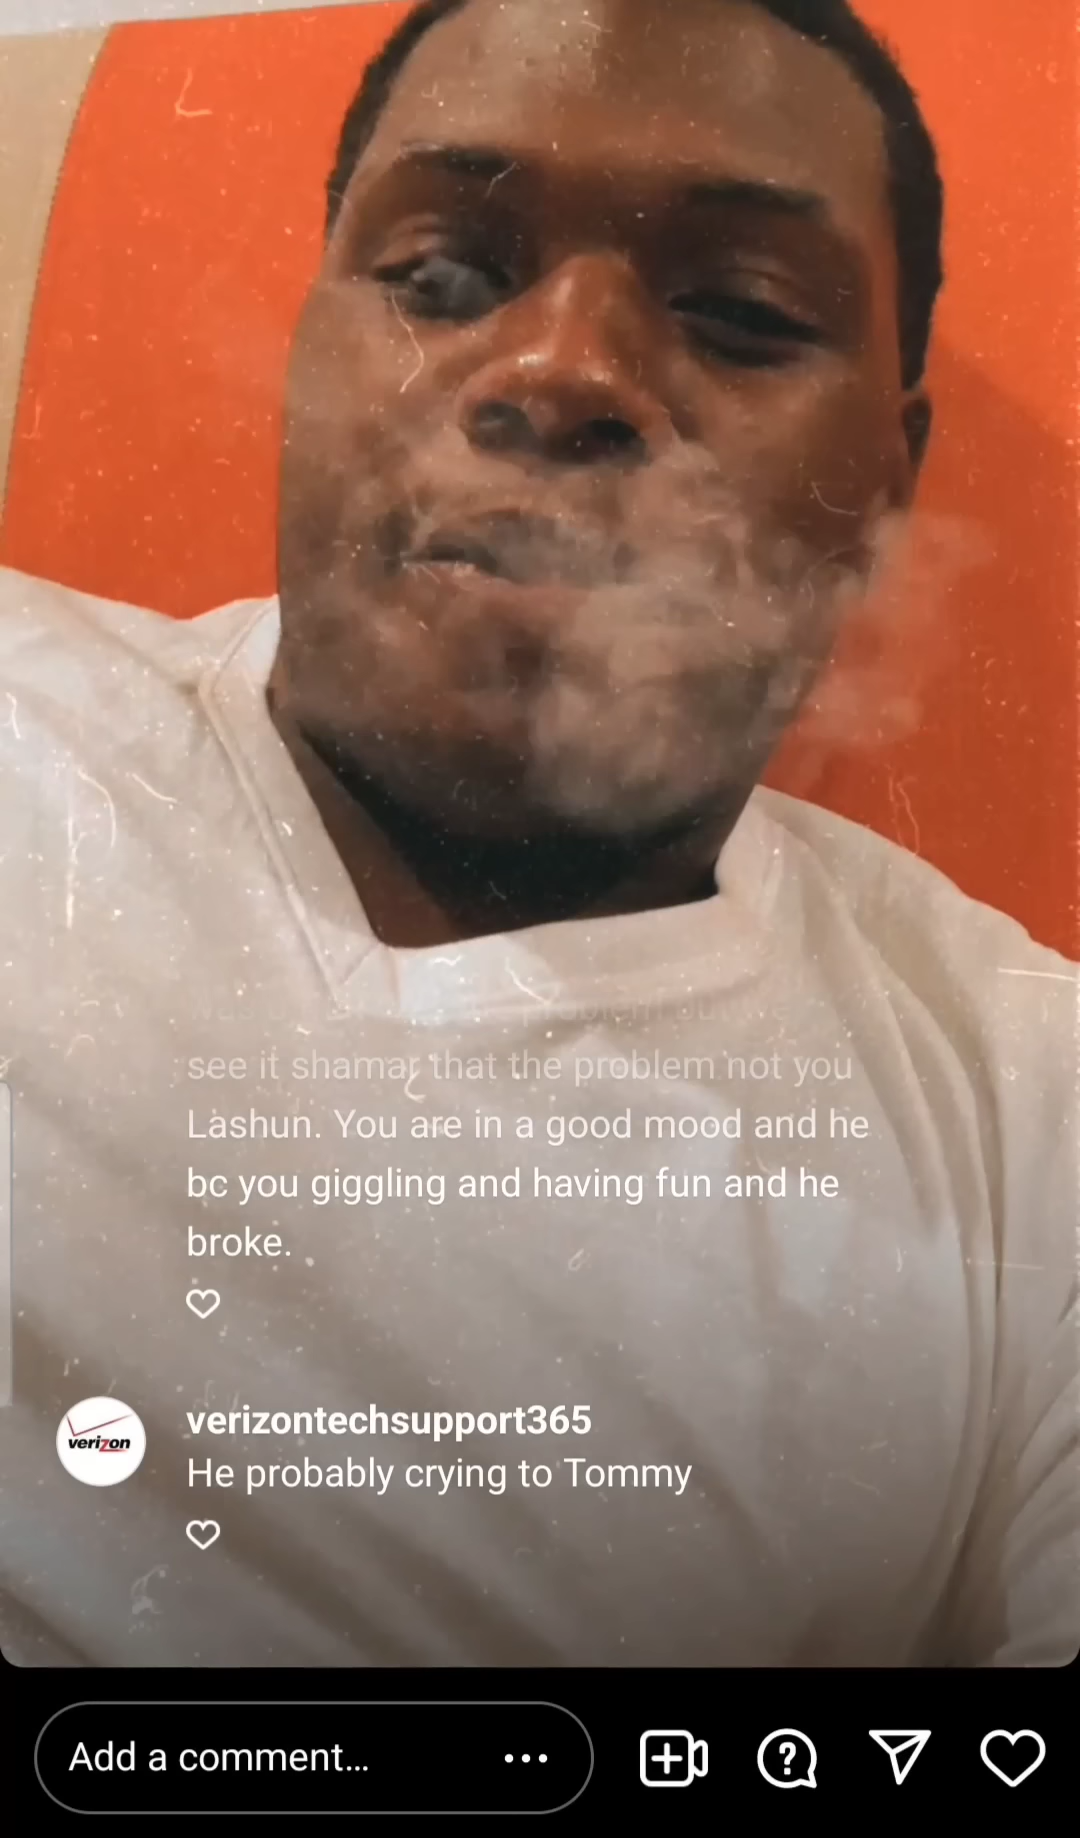 see it shamar that the problem not you
Lashun. You are in a good mood and he
bc you giggling and having fun and he
broke.
verizon
verizontechsupport365
He probably crying to Tommy
Add a comment...